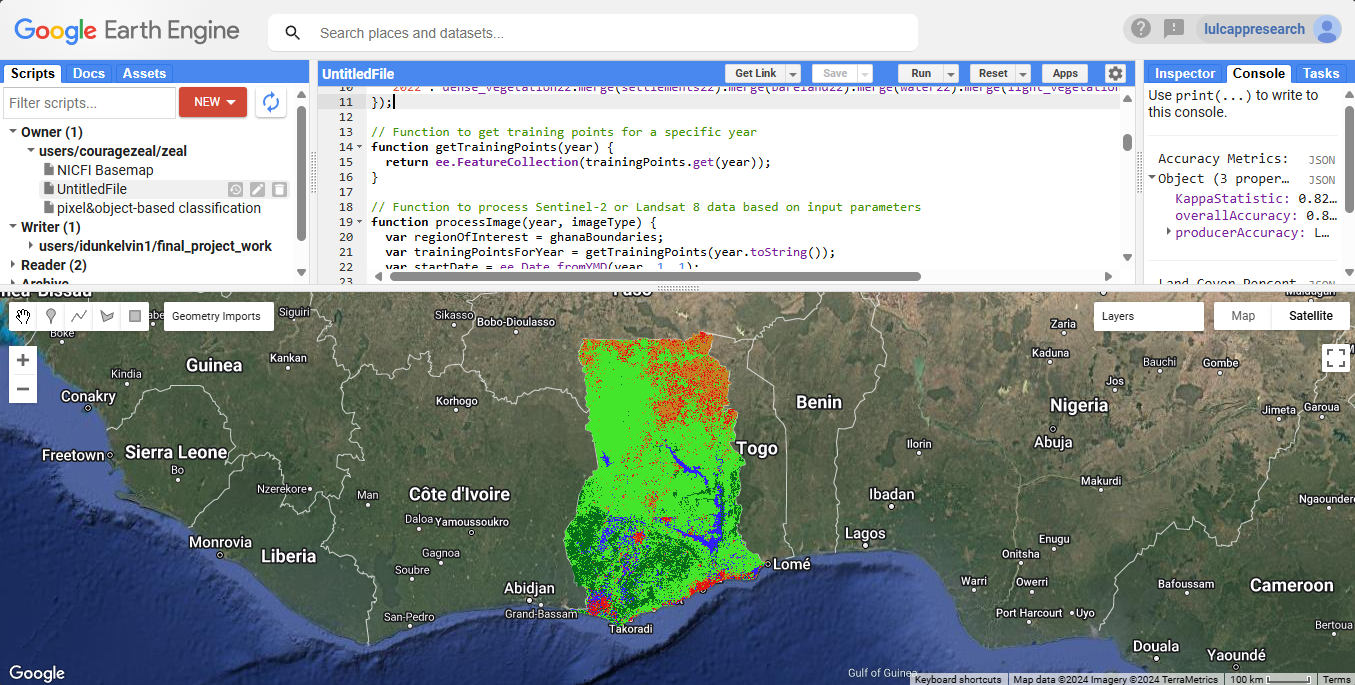 Google Earth Engine
Search places and datasets...
lulcappresearch
Scripts Docs Assets
Filter scripts...
NEW
Owner (1)
users/couragezeal/zeal
NICFI Basemap
UntitledFile
pixel&object-based classification
Writer (1)
users/idunkelvin1/final_project_work
Reader (2)
Archive
UntitledFile
Get Link Save Run Reset Apps
10 '2022': dense_vegetation22.merge(settlements22).merge(bareland22).merge(water22).merge(light_vegetation
11 });
12
13 // Function to get training points for a specific year
14 function getTrainingPoints(year) {
15 return ee.FeatureCollection(trainingPoints.get(year));
16 }
17
18 // Function to process Sentinel-2 or Landsat 8 data based on input parameters
19 function processImage(year, imageType) {
20 var regionOfInterest = ghanaBoundaries;
21 var trainingPointsForYear = getTrainingPoints(year.toString());
22 var startDate = ee.Date.fromYMD(year, 1, 1);
23
Inspector Console Tasks
Use print(...) to write to
this console.
Accuracy Metrics: JSON
Object (3 proper… JSON
KappaStatistic: 0.82…
overallAccuracy: 0.8…
producerAccuracy: L…
Land Cover Percent JSON
Geometry Imports
Layers
Map Satellite
Siguiri
Sikasso
Bobo-Dioulasso
Zaria
Boke
Kankan
Guinea
Kindia
Kaduna
Bauchi
Gombe
Jos
Conakry
Korhogo
Benin
Nigeria
Jimeta
Garoua
Abuja
Freetown
Sierra Leone
Bo
Togo
Ilorin
Makurdi
Nzerekore
Man
Côte d'Ivoire
Ibadan
Ngaoundere
Daloa
Yamoussoukro
Lagos
Enugu
Monrovia
Liberia
Gagnoa
Onitsha
Soubre
Lomé
Abidjan
Warri
Owerri
Bafoussam
Cameroon
San-Pedro
Grand-Bassam
Takoradi
Port Harcourt
Uyo
Bertoua
Douala
Yaoundé
Google
Gulf of Guinea
Keyboard shortcuts
Map data ©2024 Imagery ©2024 TerraMetrics
100 km
Terms